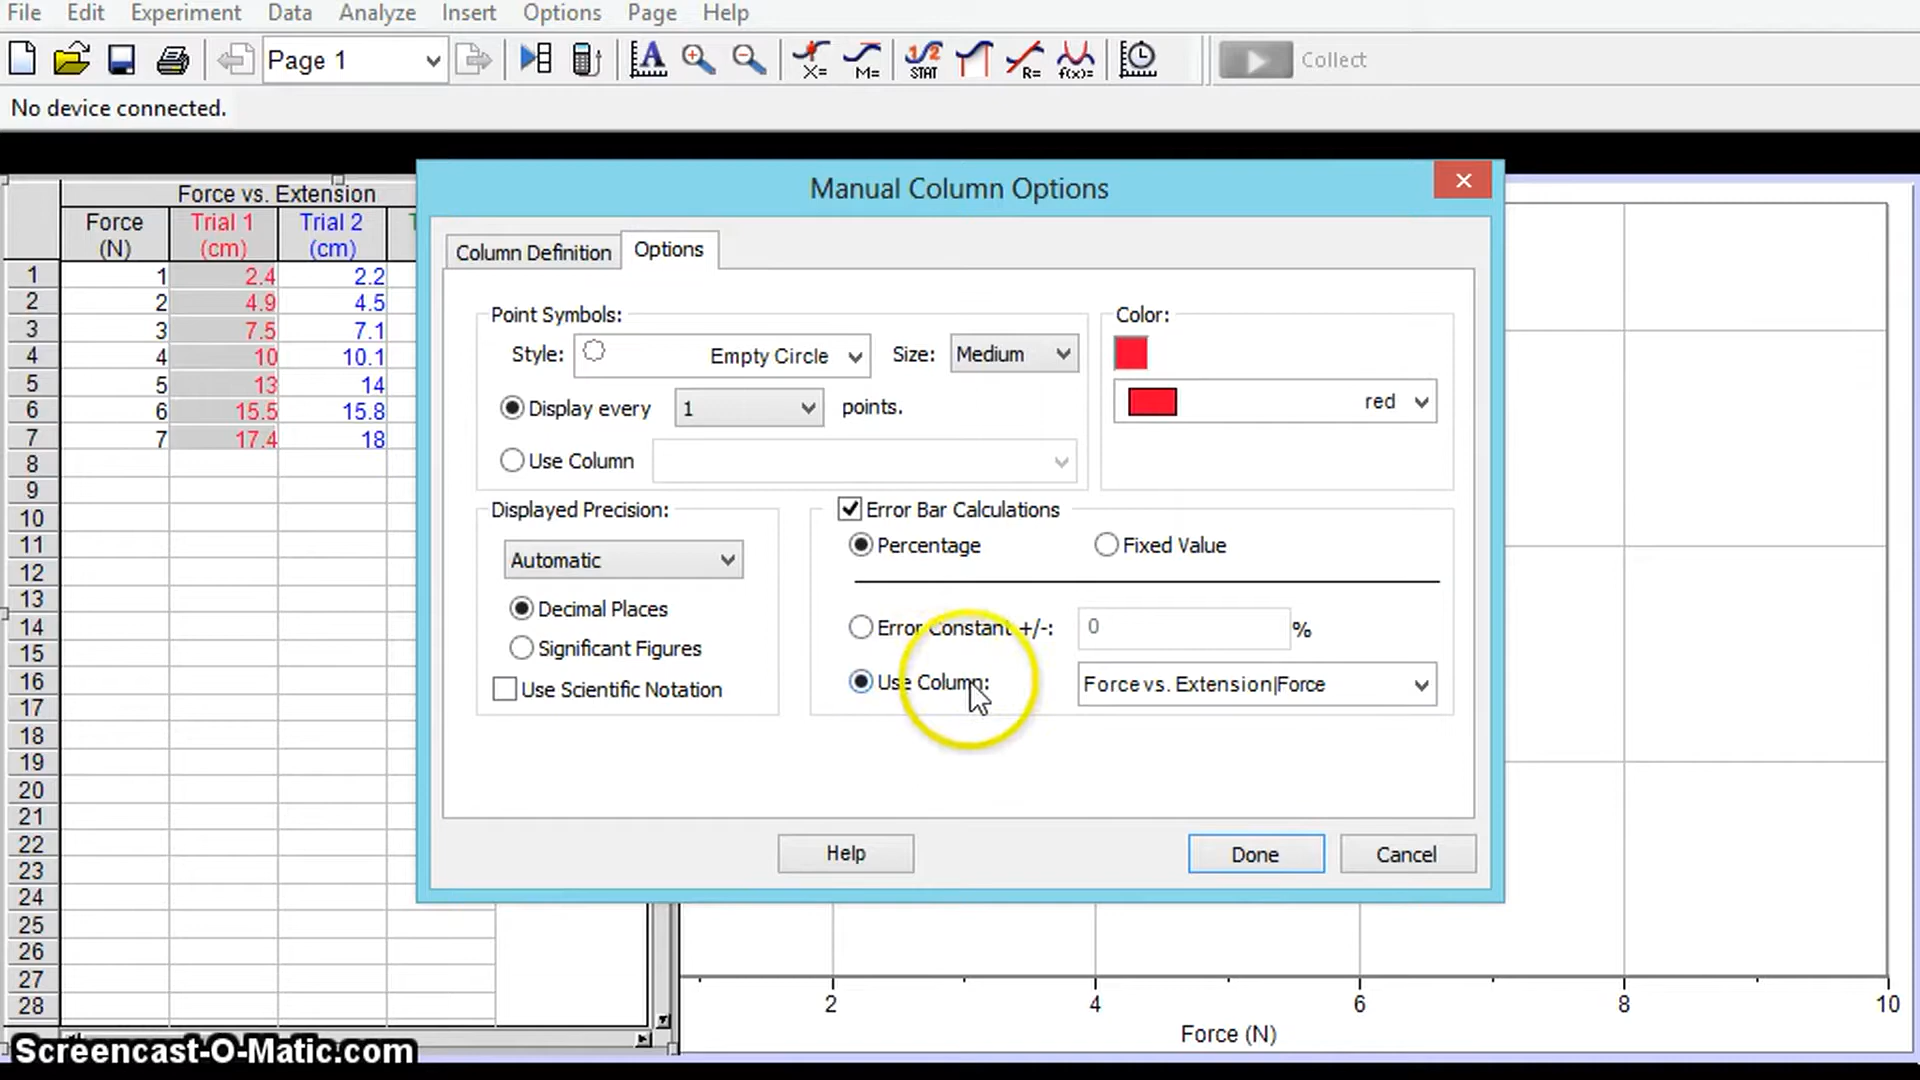 File Edit Experiment Data Analyze Insert Options Page Help
Page 1
X=
M=
1/2
STAT
R=
f(x)=
Collect
No device connected.
Force vs. Extension
Force Trial 1 Trial 2
(N) (cm) (cm)
1 1 2.4 2.2
2 2 4.9 4.5
3 3 7.5 7.1
4 4 10 10.1
5 5 13 14
6 6 15.5 15.8
7 7 17.4 18
8
9
10
11
12
13
14
15
16
17
18
19
20
21
22
23
24
25
26
27
28
Manual Column Options
Column Definition Options
Point Symbols:
Style: Empty Circle Size: Medium
Display every 1 points.
Use Column
Color:
red
Displayed Precision:
Automatic
Decimal Places
Significant Figures
Use Scientific Notation
Error Bar Calculations
Percentage Fixed Value
Error Constant +/-: 0 %
Use Column: Force vs. Extension|Force
Help Done Cancel
2 4 6 8 10
Force (N)
Screencast-O-Matic.com